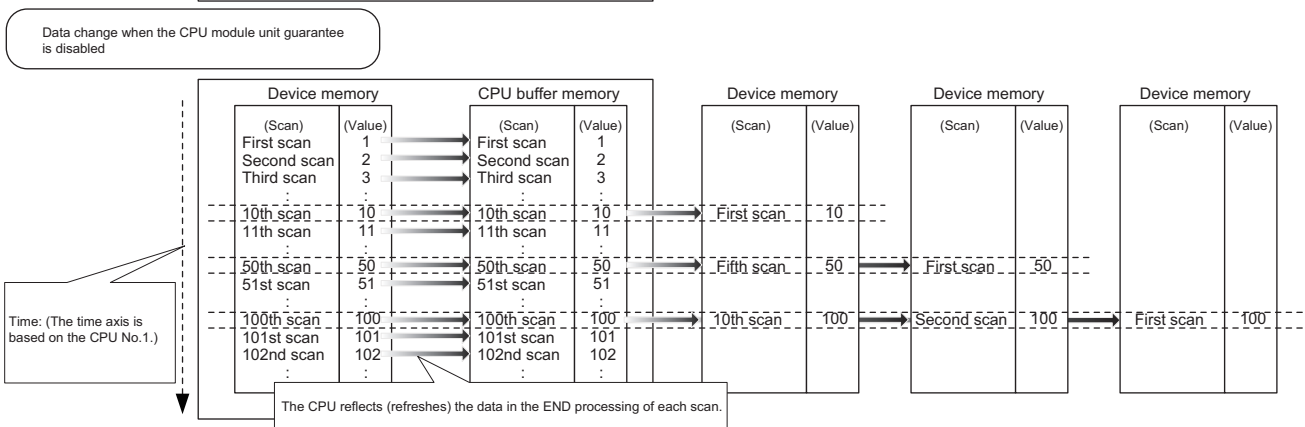 Data change when the CPU module unit guarantee
is disabled
Device memory CPU buffer memory Device memory Device memory Device memory
(Scan) (Value) (Scan) (Value) (Scan) (Value) (Scan) (Value) (Scan) (Value)
First scan 1 First scan 1
Second scan 2 Second scan 2
Third scan 3 Third scan 3
: : : :
10th scan 10 10th scan 10 First scan 10
11th scan 11 11th scan 11
: : : :
50th scan 50 50th scan 50 Fifth scan 50 First scan 50
51st scan 51 51st scan 51
: : : :
100th scan 100 100th scan 100 10th scan 100 Second scan 100 First scan 100
101st scan 101 101st scan 101
102nd scan 102 102nd scan 102
: : : :
Time: (The time axis is
based on the CPU No.1.)
The CPU reflects (refreshes) the data in the END processing of each scan.